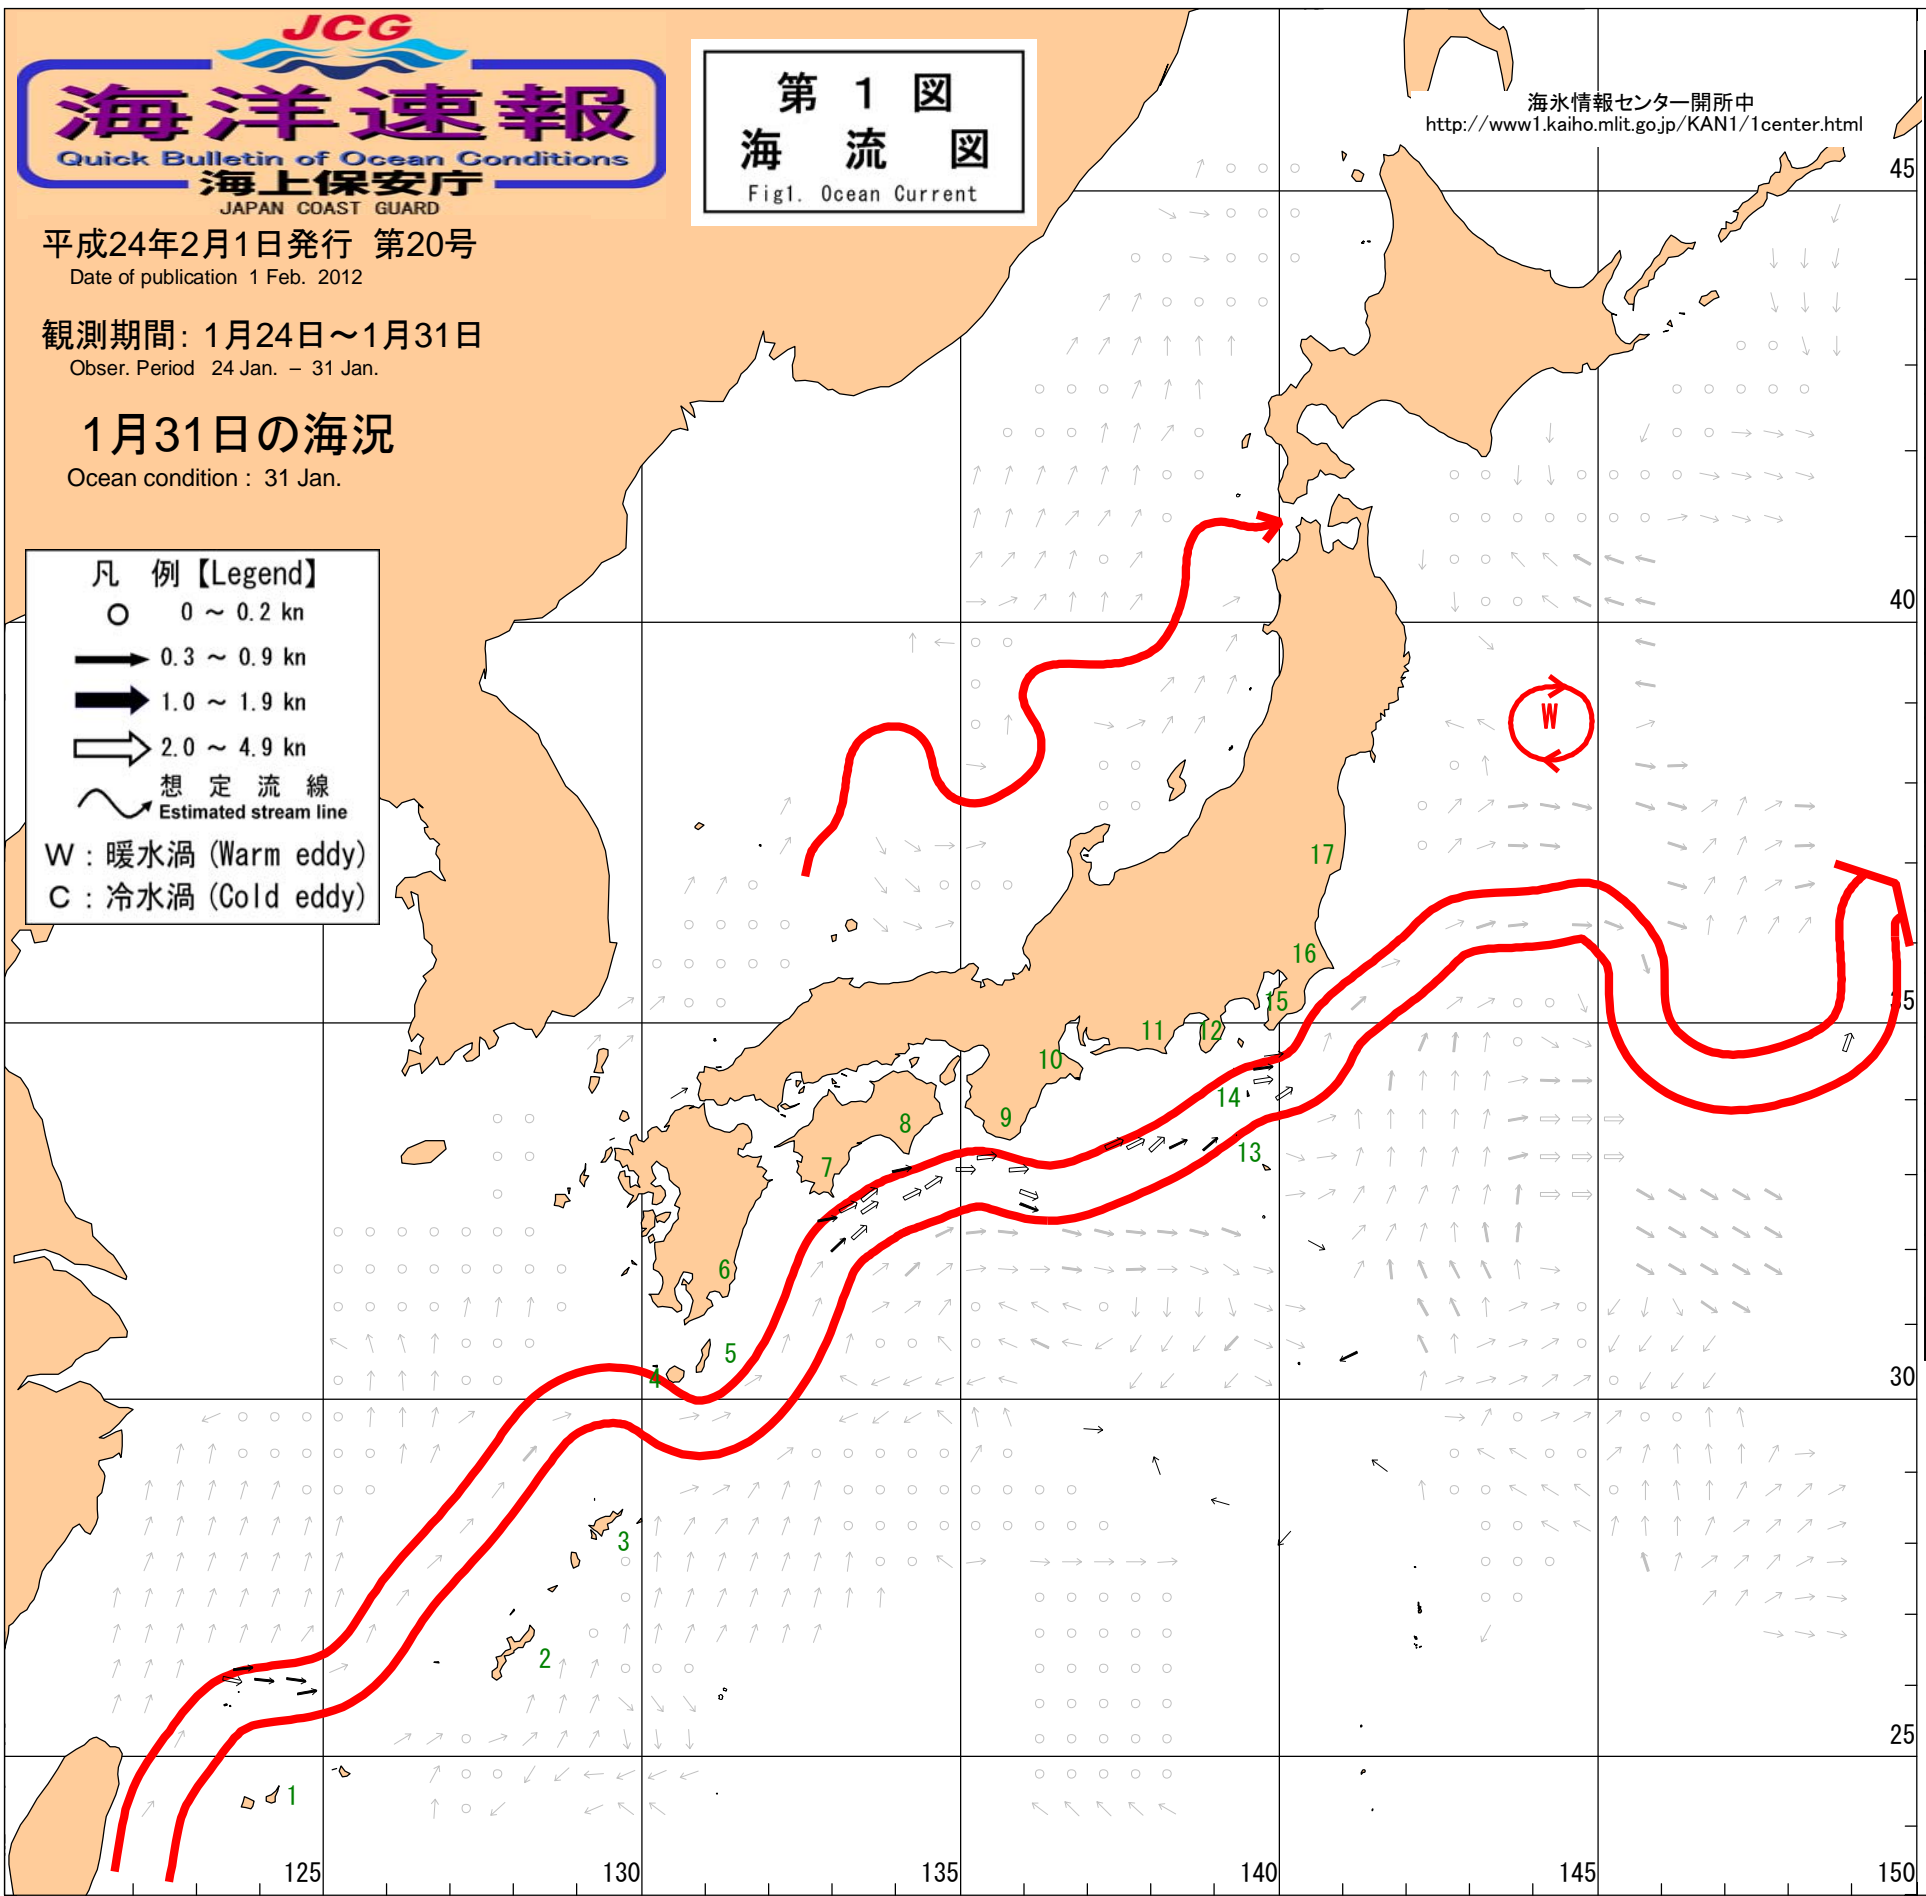 JCG
海洋速報
Quick Bulletin of Ocean Conditions
海上保安庁
JAPAN COAST GUARD
第 1 図
海 流 図
Fig1. Ocean Current
海氷情報センター開所中
http://www1.kaiho.mlit.go.jp/KAN1/1center.html
平成24年2月1日発行 第20号
Date of publication 1 Feb. 2012
観測期間: 1月24日～1月31日
Obser. Period 24 Jan. – 31 Jan.
1月31日の海況
Ocean condition : 31 Jan.
凡 例【Legend】
0 ～ 0.2 kn
0.3 ～ 0.9 kn
1.0 ～ 1.9 kn
2.0 ～ 4.9 kn
想 定 流 線
Estimated stream line
W : 暖水渦 (Warm eddy)
C : 冷水渦 (Cold eddy)
45
40
W
17
16
15
35
11
12
10
14
9
8
13
7
6
5
4
30
3
2
25
1
125
130
135
140
145
150